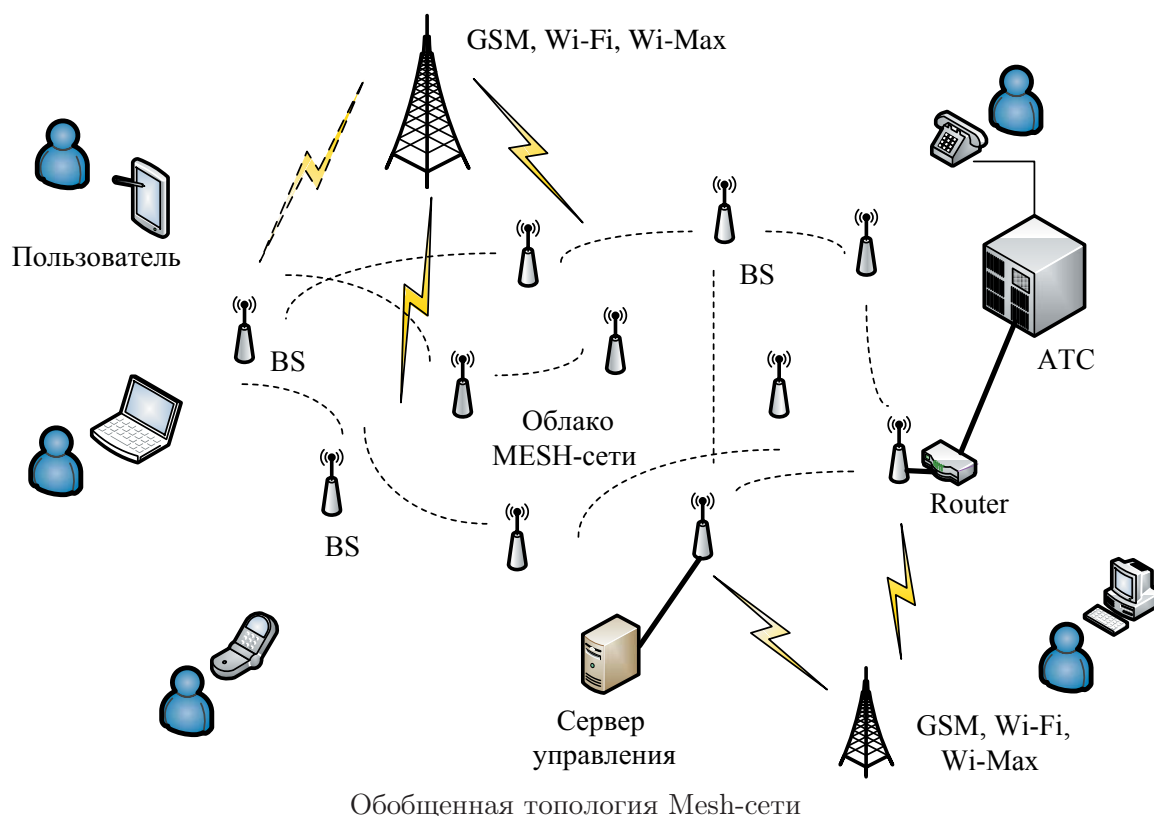 GSM, Wi-Fi, Wi-Max
Пользователь
BS
BS
АТС
Облако
MESH-сети
Router
BS
Сервер
управления
GSM, Wi-Fi,
Wi-Max
Обобщенная топология Mesh-сети